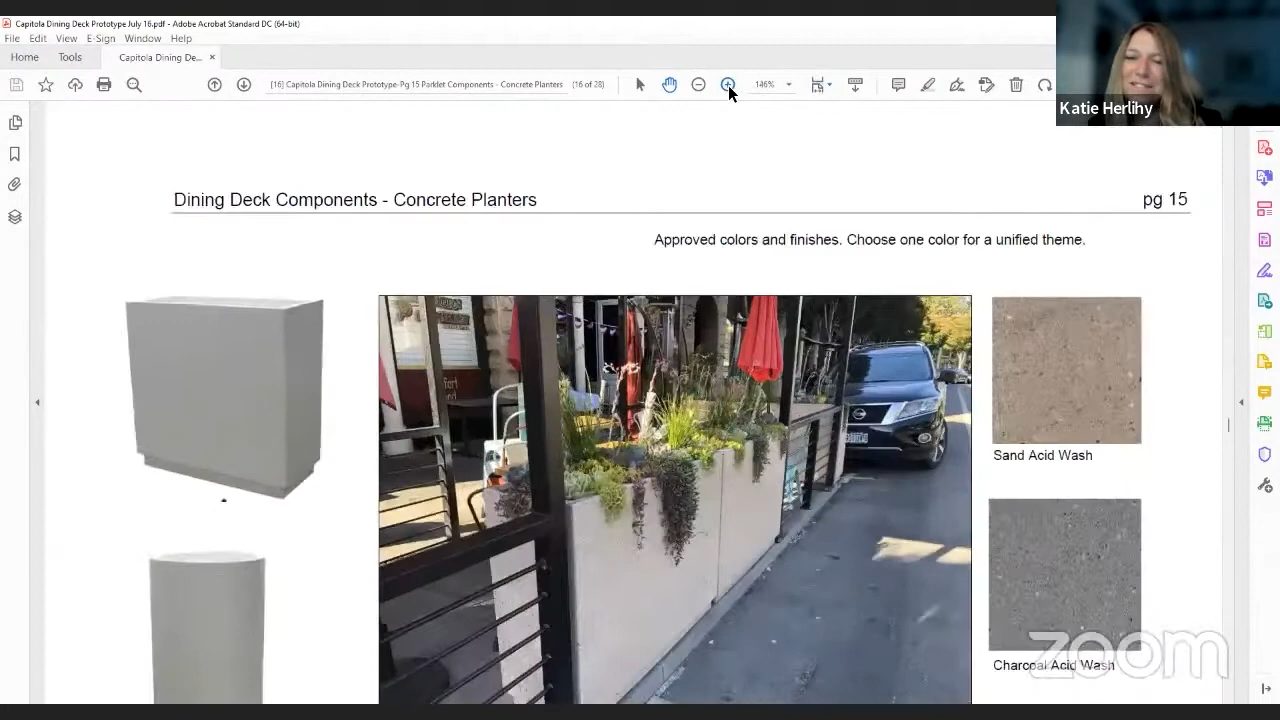 Capitola Dining Deck Prototype July 16.pdf - Adobe Acrobat Standard DC (64-bit)
File Edit View E-Sign Window Help
Home Tools Capitola Dining De... ×
[16] Capitola Dining Deck Prototype-Pg 15 Parklet Components - Concrete Planters (16 of 28) 146%
Katie Herlihy
Dining Deck Components - Concrete Planters pg 15
Approved colors and finishes. Choose one color for a unified theme.
Sand Acid Wash
Charcoal Acid Wash
zoom